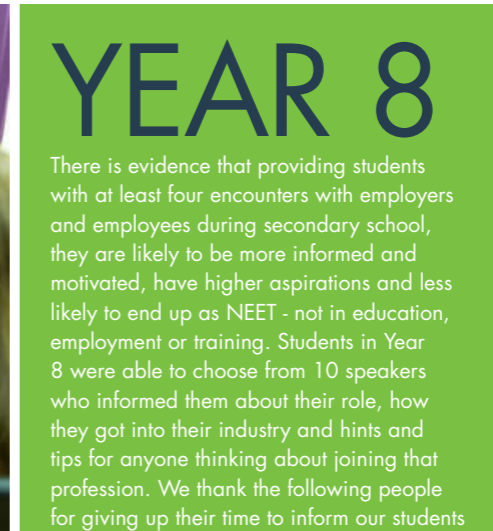 YEAR 8
There is evidence that providing students
with at least four encounters with employers
and employees during secondary school,
they are likely to be more informed and
motivated, have higher aspirations and less
likely to end up as NEET - not in education,
employment or training. Students in Year
8 were able to choose from 10 speakers
who informed them about their role, how
they got into their industry and hints and
tips for anyone thinking about joining that
profession. We thank the following people
for giving up their time to inform our students